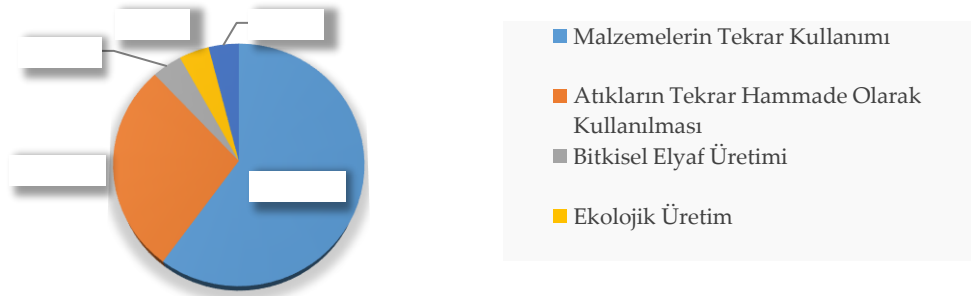 Malzemelerin Tekrar Kullanımı
Atıkların Tekrar Hammade Olarak
Kullanılması
Bitkisel Elyaf Üretimi
Ekolojik Üretim